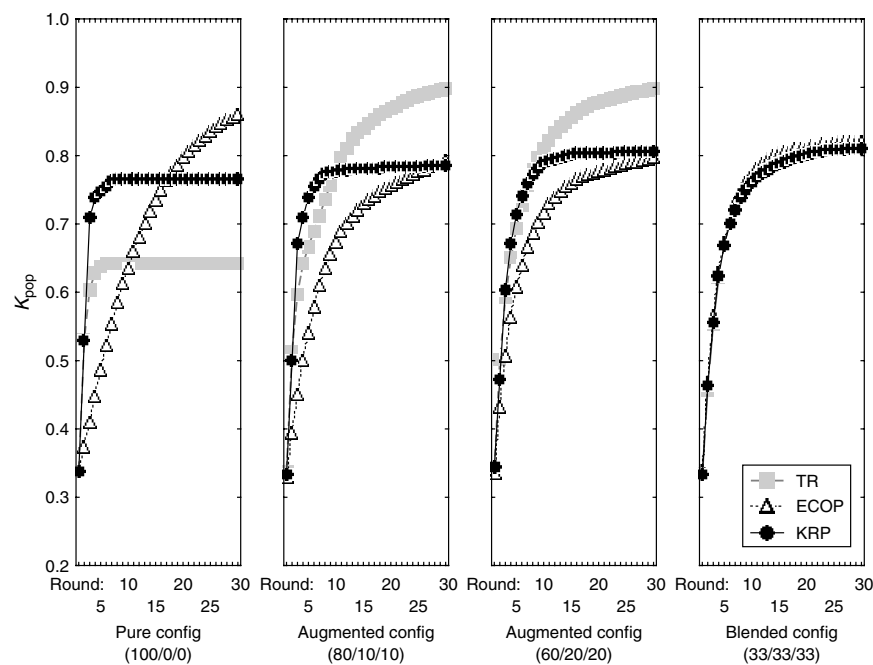 1.0
0.9
0.8
0.7
0.6
0.5
0.4
0.3
0.2
Kpop
TR
ECOP
KRP
Round: 10 20 30
5 15 25
Pure config
(100/0/0)
Round: 10 20 30
5 15 25
Augmented config
(80/10/10)
Round: 10 20 30
5 15 25
Augmented config
(60/20/20)
Round: 10 20 30
5 15 25
Blended config
(33/33/33)